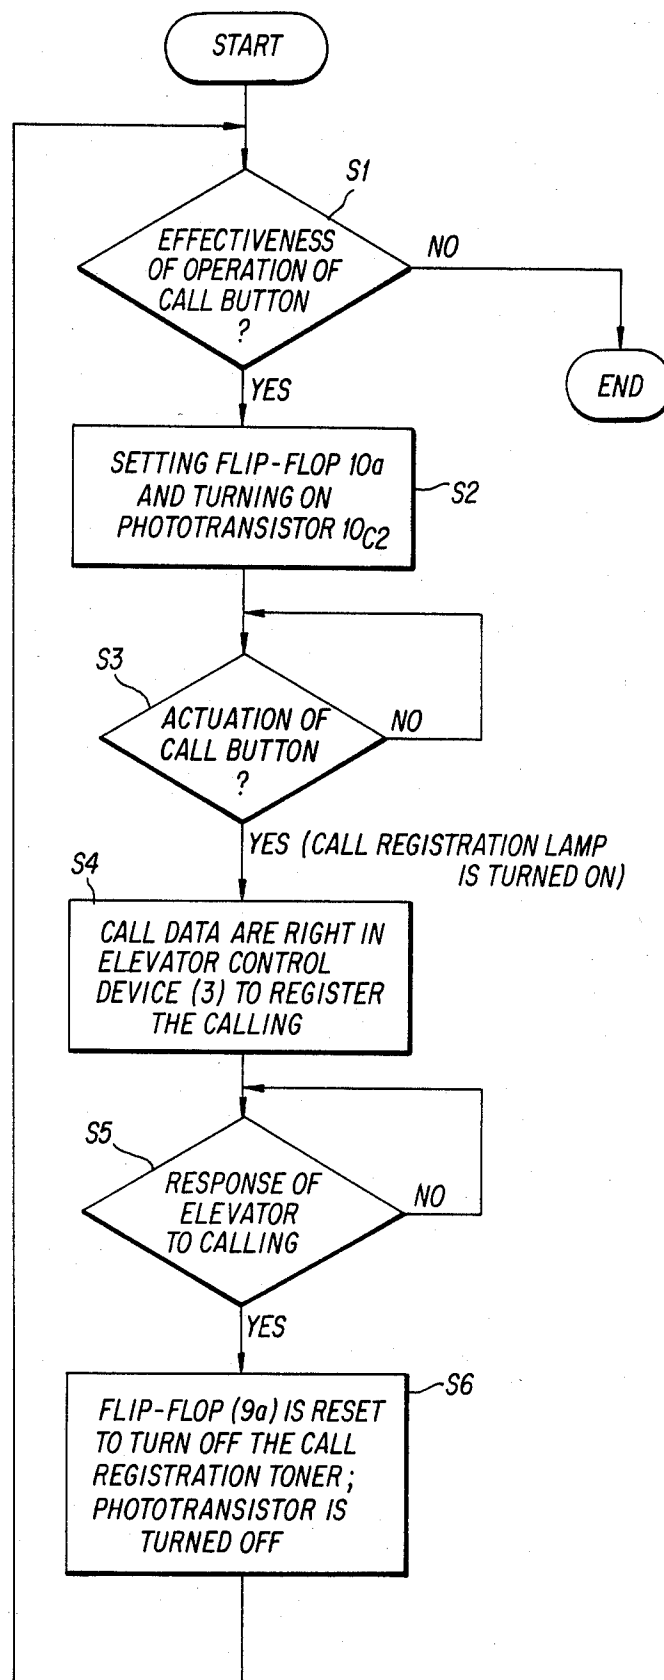 START
S1
EFFECTIVENESS
OF OPERATION OF
CALL BUTTON
?
NO
END
YES
SETTING FLIP-FLOP 10a
AND TURNING ON
PHOTOTRANSISTOR 10C2
S2
S3
ACTUATION OF
CALL BUTTON
?
NO
YES (CALL REGISTRATION LAMP
IS TURNED ON)
S4
CALL DATA ARE RIGHT IN
ELEVATOR CONTROL
DEVICE (3) TO REGISTER
THE CALLING
S5
RESPONSE OF
ELEVATOR
TO CALLING
NO
YES
S6
FLIP-FLOP (9a) IS RESET
TO TURN OFF THE CALL
REGISTRATION TONER;
PHOTOTRANSISTOR IS
TURNED OFF